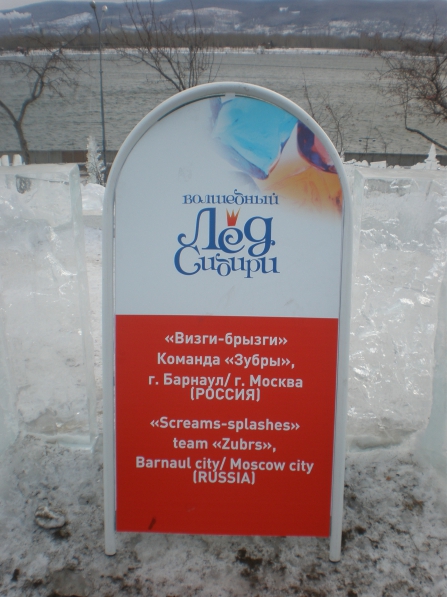 волшебный
Лёд
Сибири
«Визги-брызги»
Команда «Зубры»,
г. Барнаул/ г. Москва
(РОССИЯ)
«Screams-splashes»
team «Zubrs»,
Barnaul city/ Moscow city
(RUSSIA)